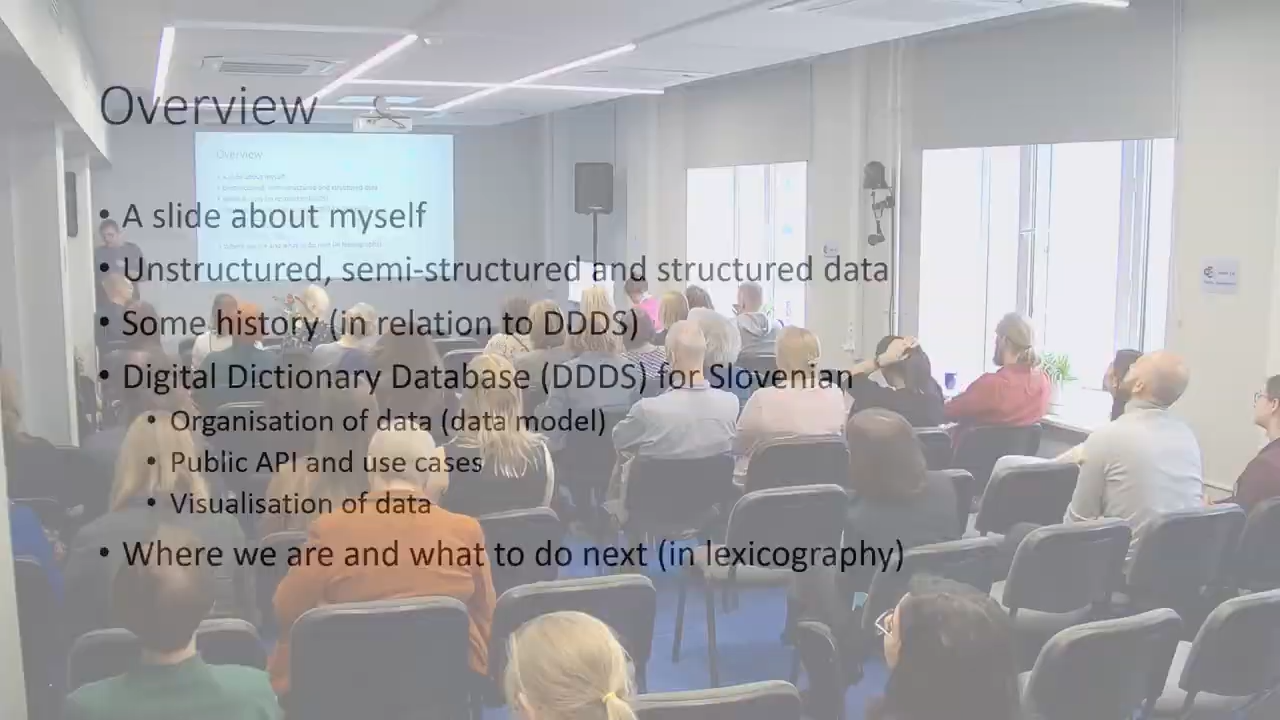 Overview
• A slide about myself
• Unstructured, semi-structured and structured data
• Some history (in relation to DDDS)
• Digital Dictionary Database (DDDS) for Slovenian
• Organisation of data (data model)
• Public API and use cases
• Visualisation of data
• Where we are and what to do next (in lexicography)
Overview